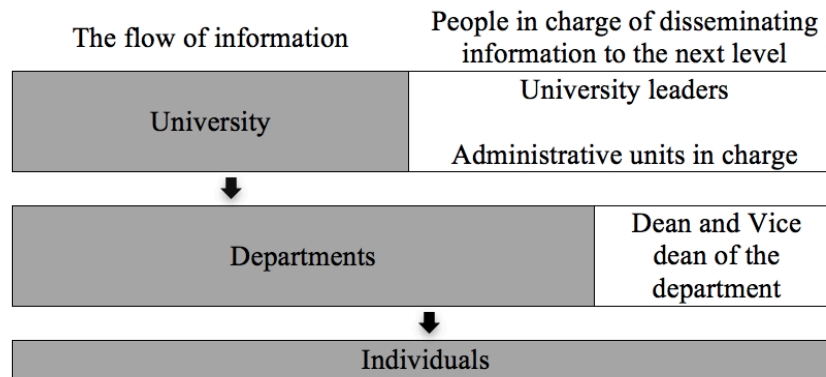 The flow of information
People in charge of disseminating
information to the next level
University
University leaders
Administrative units in charge
Departments
Dean and Vice
dean of the
department
Individuals